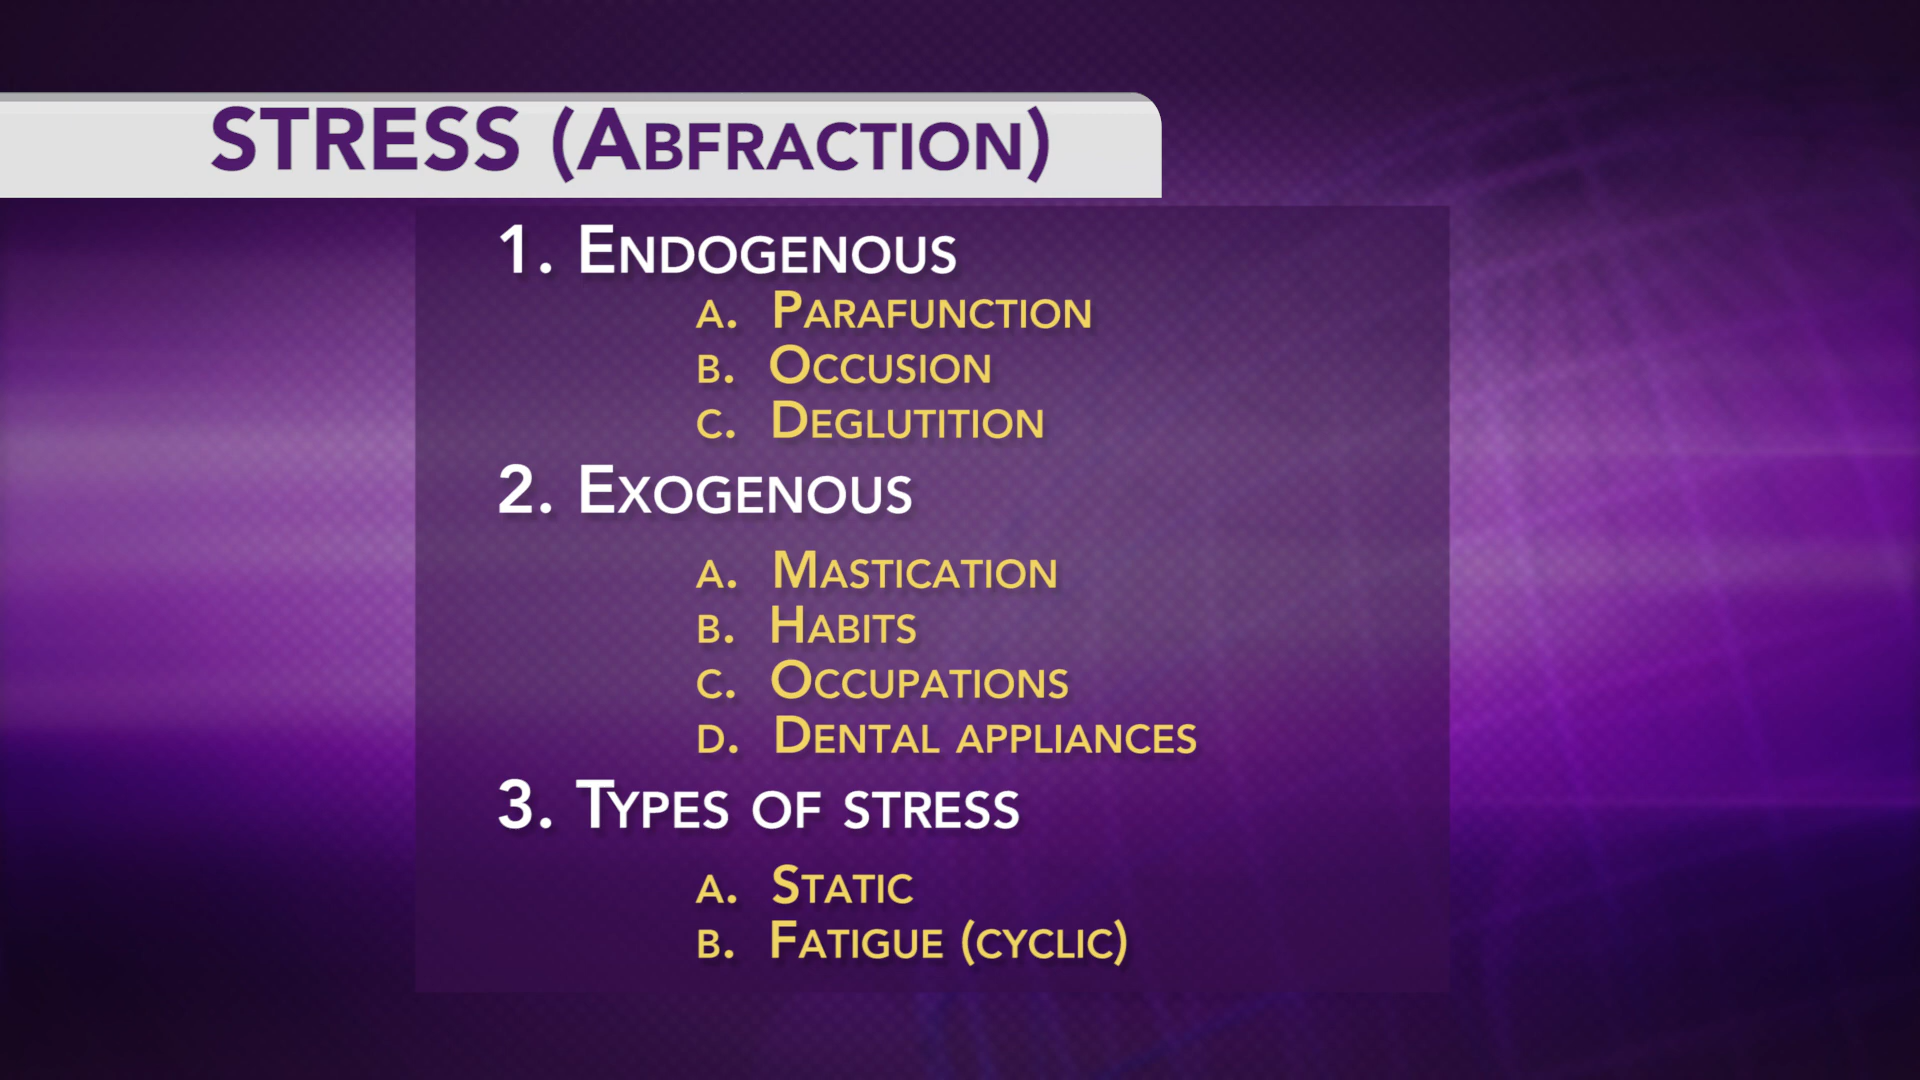 STRESS (Abfraction)
1. Endogenous
A. Parafunction
B. Occusion
C. Deglutition
2. Exogenous
A. Mastication
B. Habits
C. Occupations
D. Dental appliances
3. Types of stress
A. Static
B. Fatigue (cyclic)